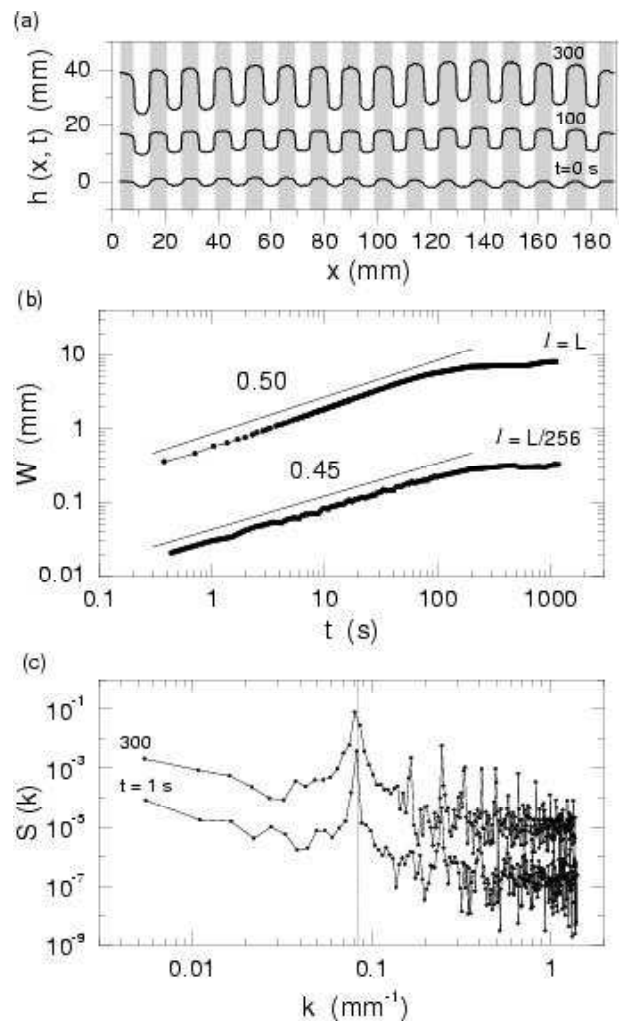 (a)
300
100
t=0 s
40
20
0
h (x, t) (mm)
0 20 40 60 80 100 120 140 160 180
x (mm)
(b)
l = L
0.50
l = L/256
0.45
10
1
0.1
0.01
W (mm)
0.1 1 10 100 1000
t (s)
(c)
300
t = 1 s
10-1
10-3
10-5
10-7
10-9
S (k)
0.01 0.1 1
k (mm-1)